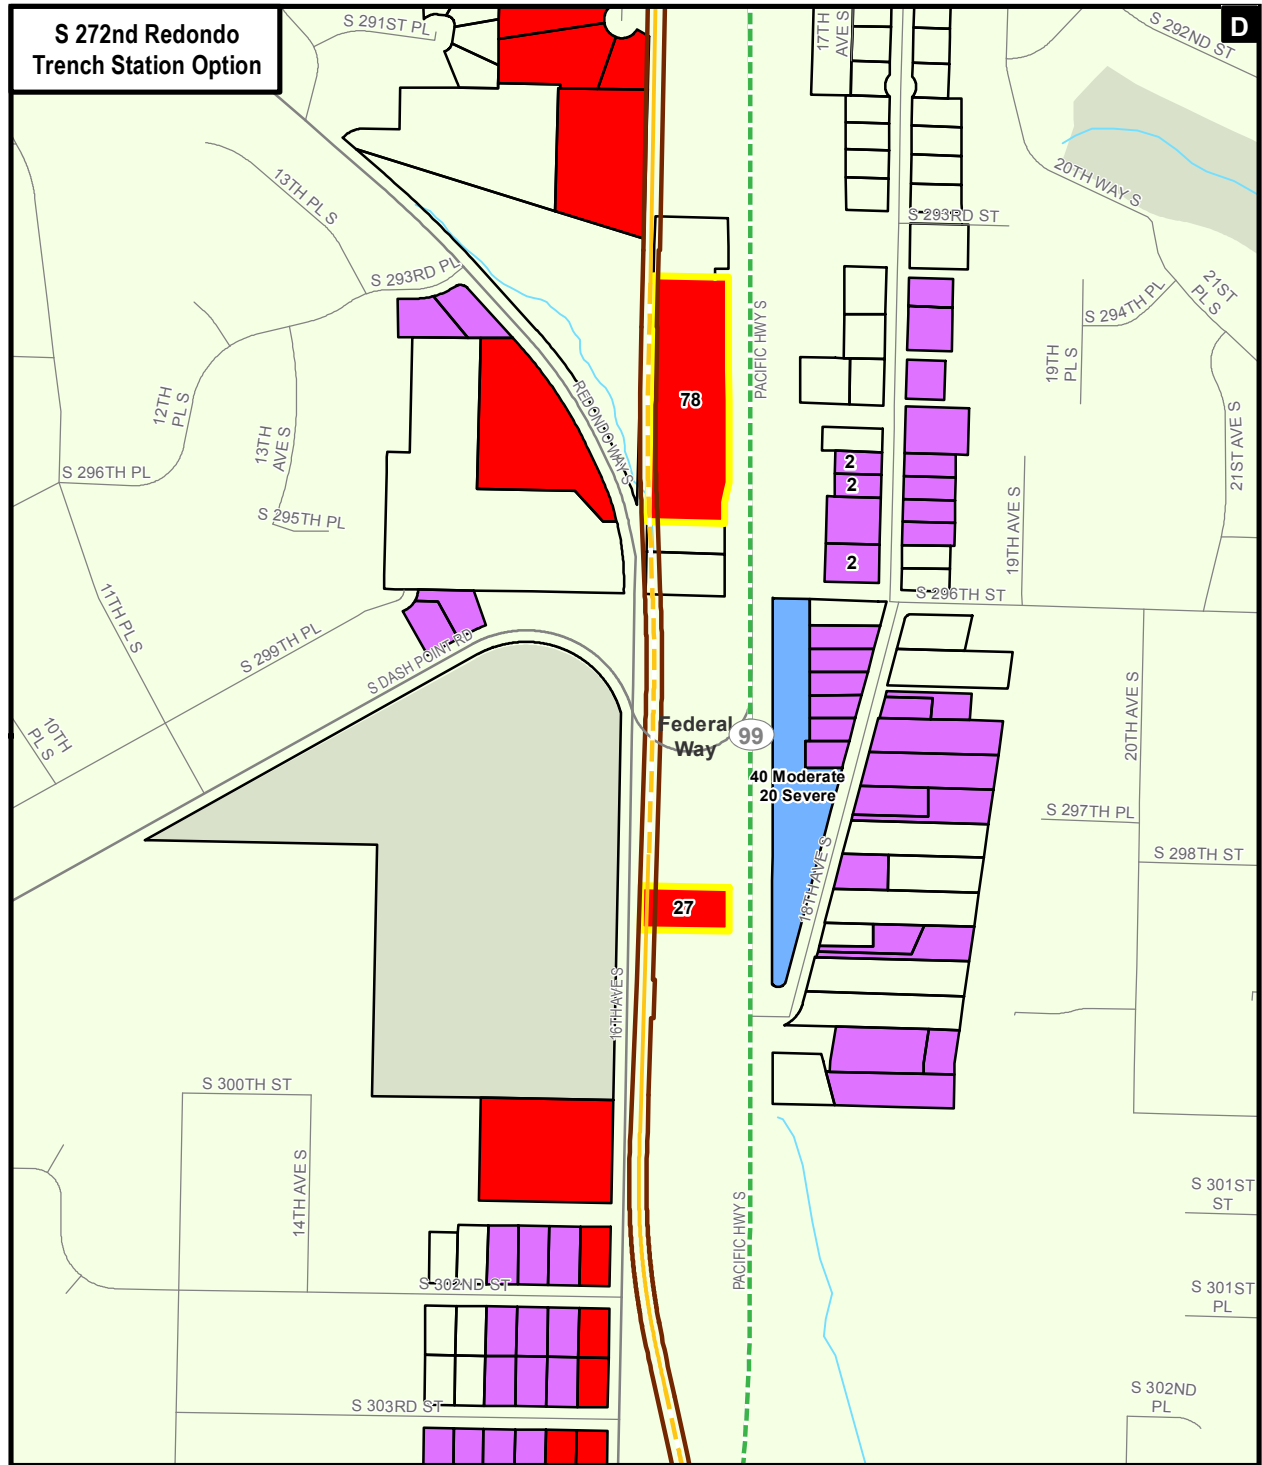 S 272nd Redondo
Trench Station Option
D
S 291ST PL
17TH
AVE S
S 292ND ST
13TH PL S
20TH WAY S
S 293RD ST
S 293RD PL
21ST
PL S
S 294TH PL
PACIFIC HWY S
19TH
PL S
12TH
PL S
REDONDO WAY S
78
13TH
AVE S
21ST AVE S
S 296TH PL
2
2
S 295TH PL
19TH AVE S
2
11TH PL S
S 296TH ST
S 299TH PL
S DASH POINT RD
20TH AVE S
10TH
PL S
Federal
Way
99
40 Moderate
20 Severe
S 297TH PL
S 298TH ST
18TH AVE S
27
16TH AVE S
S 300TH ST
14TH AVE S
S 301ST
ST
PACIFIC HWY S
S 302ND ST
S 301ST
PL
S 303RD ST
S 302ND
PL